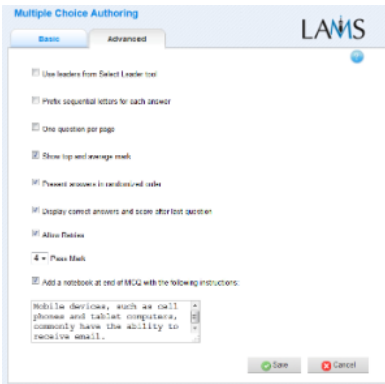 Multiple Choice Authoring
LAMS
Basic
Advanced
Use leaders from Select Leader tool
Prefix sequential letters for each answer
One question per page
Show top and average mark
Present answers in randomized order
Display correct answers and score after last question
Allow Retries
4 Pass Mark
Add a notebook at end of MCQ with the following instructions:
Mobile devices, such as cell
phones and tablet computers,
commonly have the ability to
receive email.
Save
Cancel